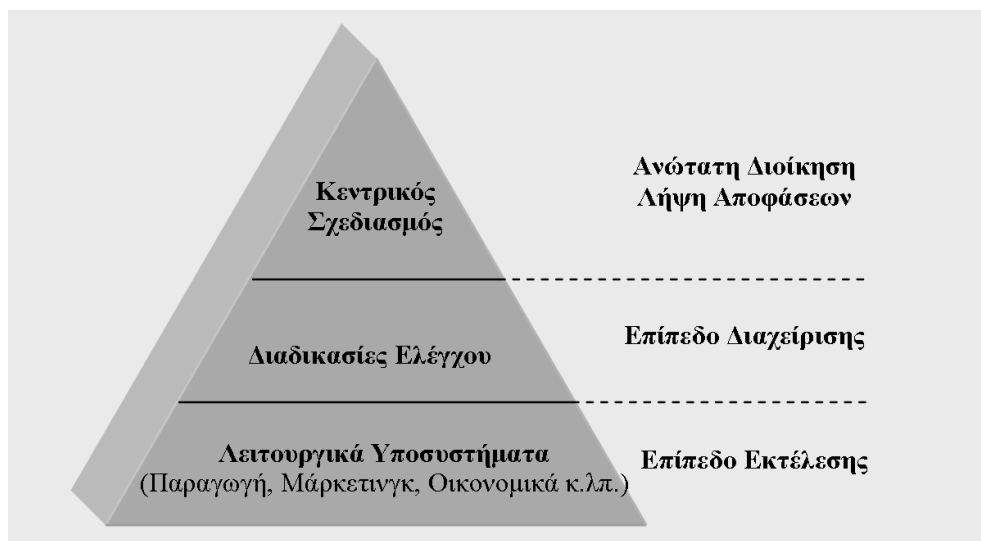 Κεντρικός
Σχεδιασμός
Ανώτατη Διοίκηση
Λήψη Αποφάσεων
Διαδικασίες Ελέγχου
Επίπεδο Διαχείρισης
Λειτουργικά Υποσυστήματα
(Παραγωγή, Μάρκετινγκ, Οικονομικά κ.λπ.)
Επίπεδο Εκτέλεσης